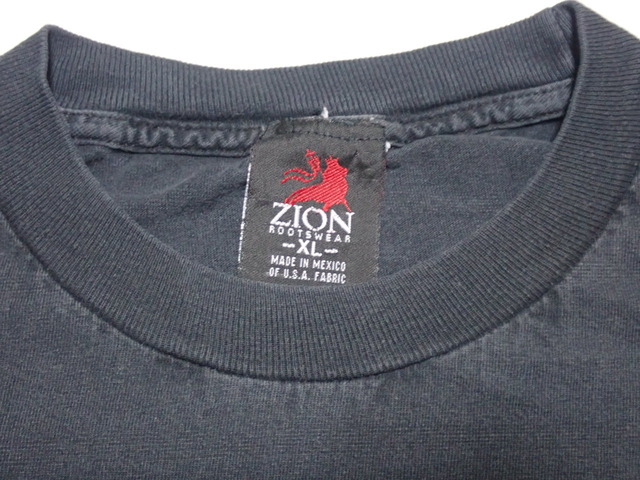 ZION
ROOTSWEAR
-XL-
MADE IN MEXICO
OF U.S.A. FABRIC